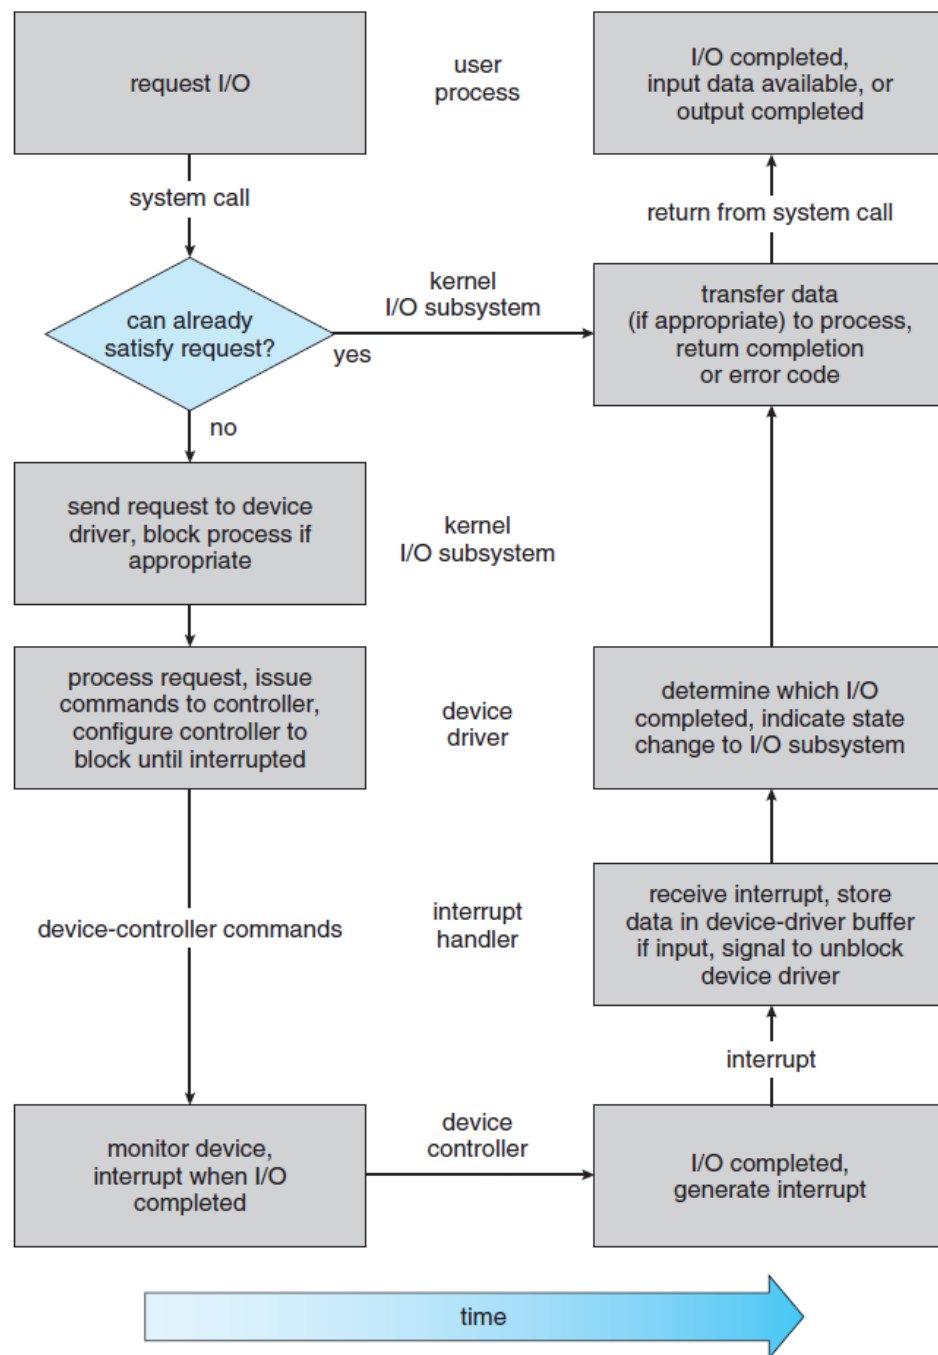 request I/O
user
process
I/O completed,
input data available, or
output completed
system call
return from system call
can already
satisfy request?
kernel
I/O subsystem
yes
no
transfer data
(if appropriate) to process,
return completion
or error code
send request to device
driver, block process if
appropriate
kernel
I/O subsystem
process request, issue
commands to controller,
configure controller to
block until interrupted
device
driver
determine which I/O
completed, indicate state
change to I/O subsystem
device-controller commands
interrupt
handler
receive interrupt, store
data in device-driver buffer
if input, signal to unblock
device driver
interrupt
monitor device,
interrupt when I/O
completed
device
controller
I/O completed,
generate interrupt
time